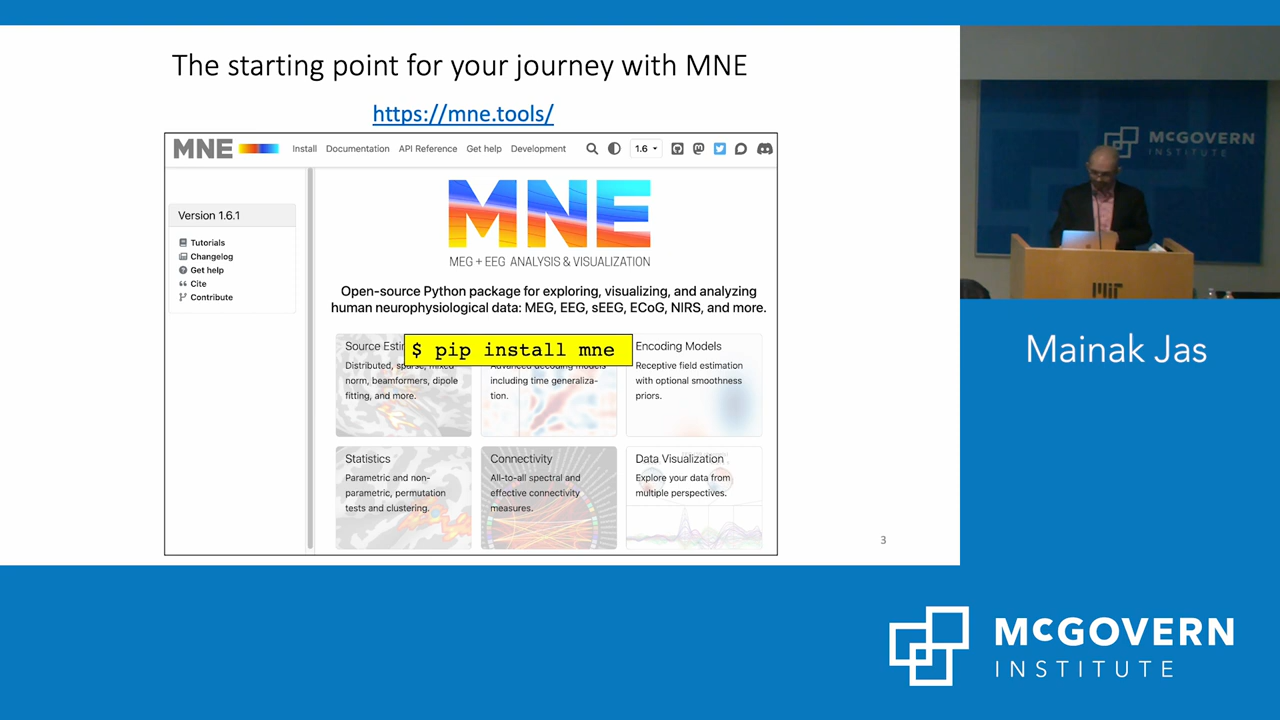 The starting point for your journey with MNE
https://mne.tools/
MNE
Install Documentation API Reference Get help Development
1.6
Version 1.6.1
Tutorials
Changelog
Get help
Cite
Contribute
MNE
MEG + EEG ANALYSIS & VISUALIZATION
Open-source Python package for exploring, visualizing, and analyzing
human neurophysiological data: MEG, EEG, sEEG, ECoG, NIRS, and more.
$ pip install mne
Source Esti
Distributed, sparse, mixed
norm, beamformers, dipole
fitting, and more.
Advanced decoding models
including time generaliza-
tion.
Encoding Models
Receptive field estimation
with optional smoothness
priors.
Statistics
Parametric and non-
parametric, permutation
tests and clustering.
Connectivity
All-to-all spectral and
effective connectivity
measures.
Data Visualization
Explore your data from
multiple perspectives.
3
McGOVERN
INSTITUTE
MIT
Mainak Jas
McGOVERN
INSTITUTE